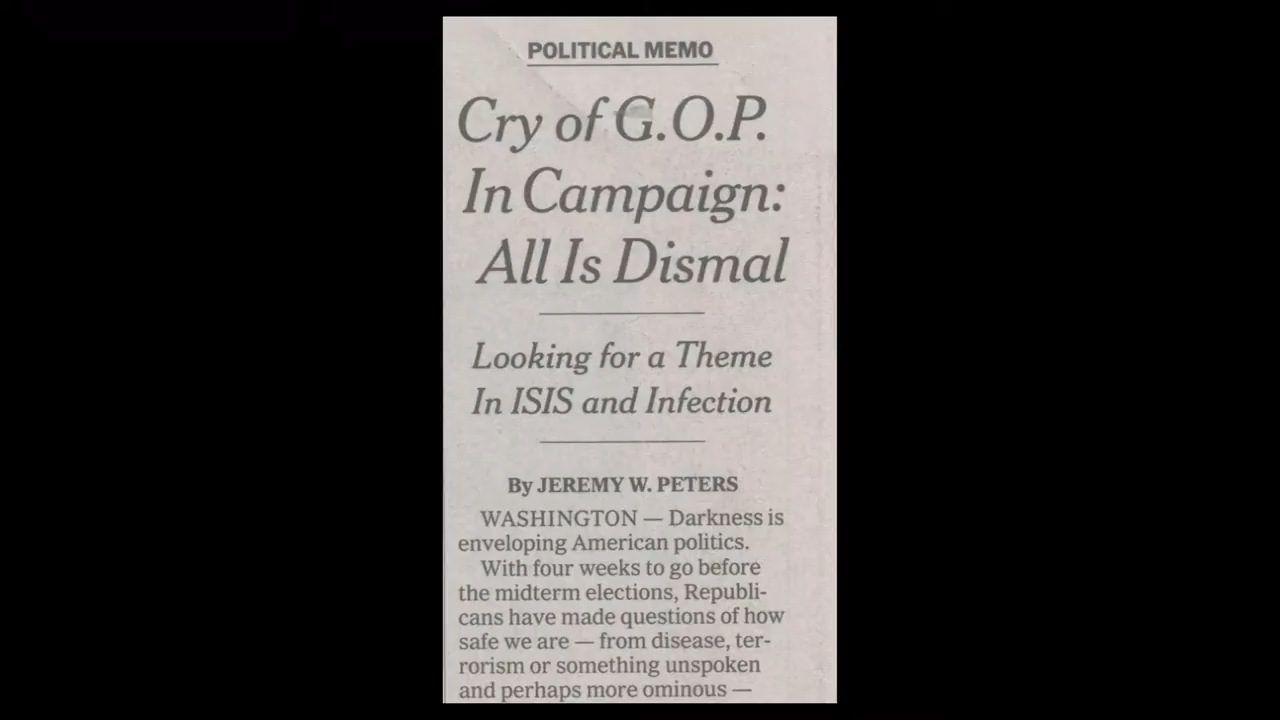 POLITICAL MEMO
Cry of G.O.P.
In Campaign:
All Is Dismal
Looking for a Theme
In ISIS and Infection
By JEREMY W. PETERS
WASHINGTON — Darkness is
enveloping American politics.
With four weeks to go before
the midterm elections, Republi-
cans have made questions of how
safe we are — from disease, ter-
rorism or something unspoken
and perhaps more ominous —